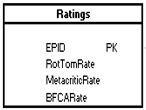 Ratings
EPID PK
RotTomRate
MetacriticRate
BFCARate